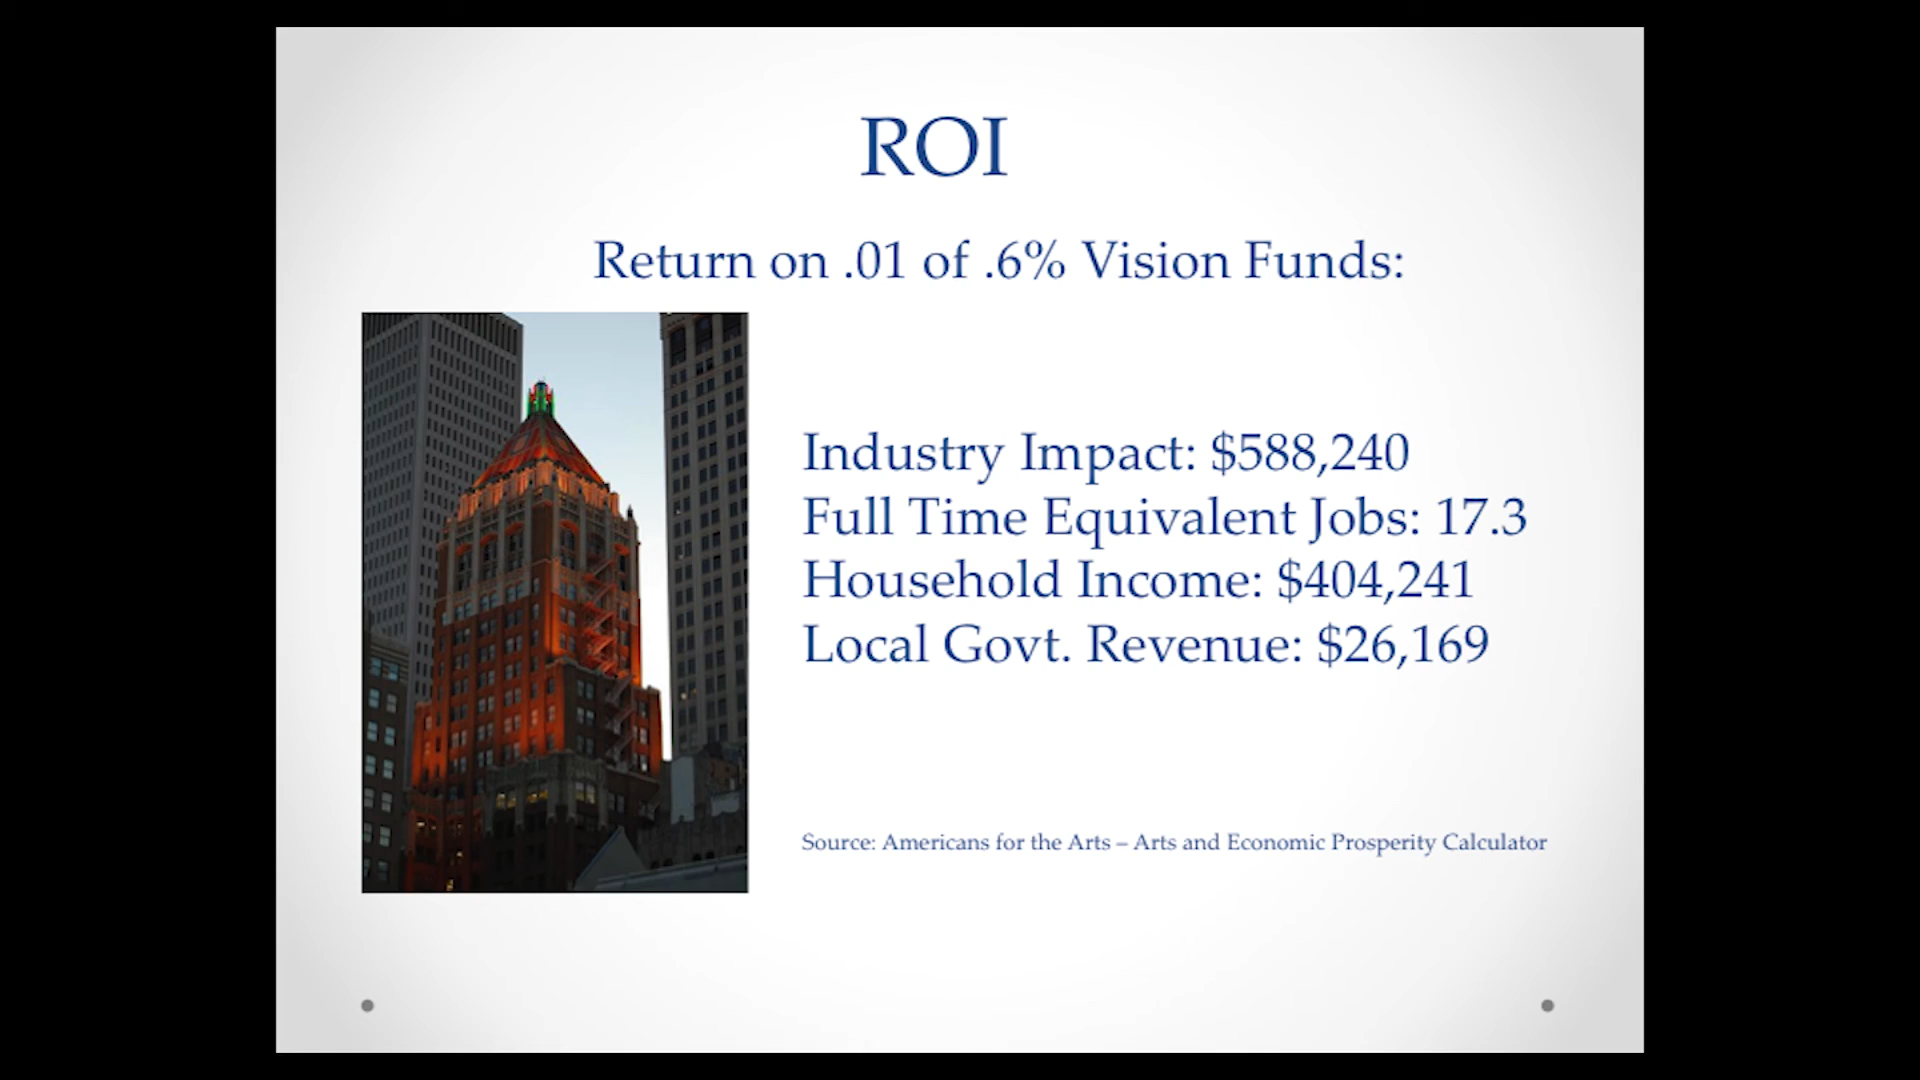 ROI
Return on .01 of .6% Vision Funds:
Industry Impact: $588,240
Full Time Equivalent Jobs: 17.3
Household Income: $404,241
Local Govt. Revenue: $26,169
Source: Americans for the Arts – Arts and Economic Prosperity Calculator